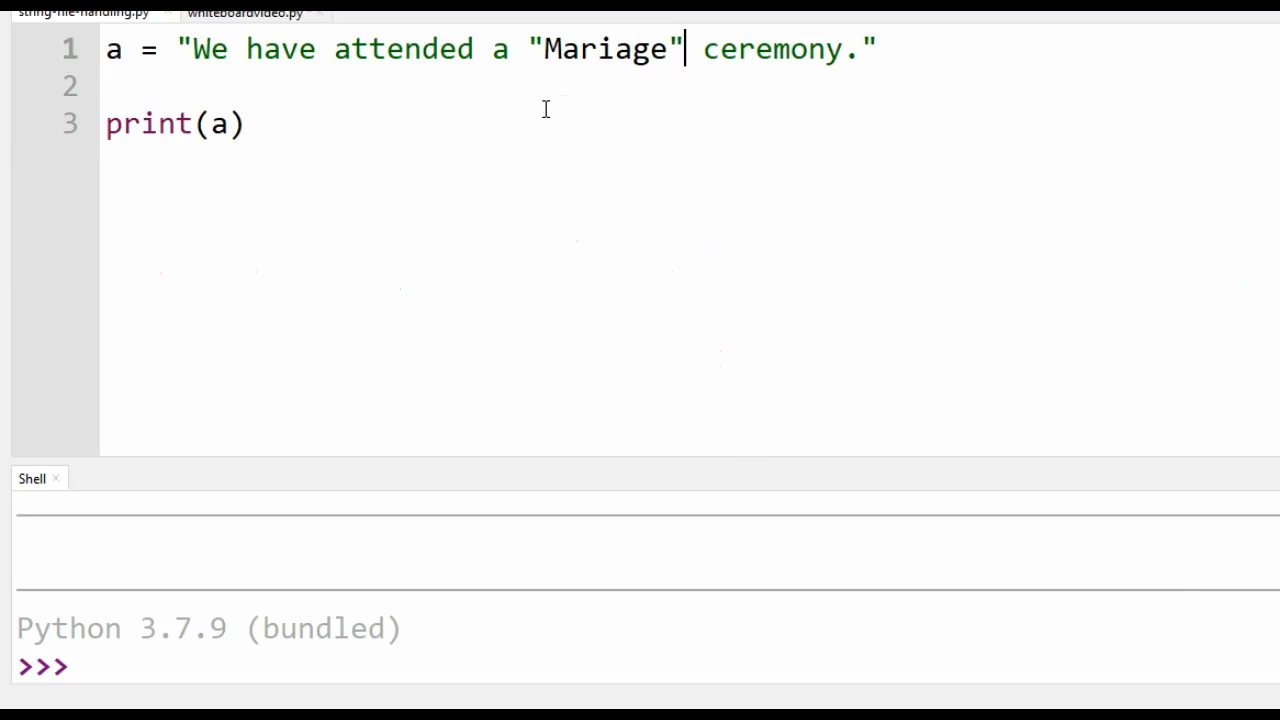 string-file-handling.py × whiteboardvideo.py ×
1 a = "We have attended a "Mariage" ceremony."
2
3 print(a)
Shell ×
Python 3.7.9 (bundled)
>>>